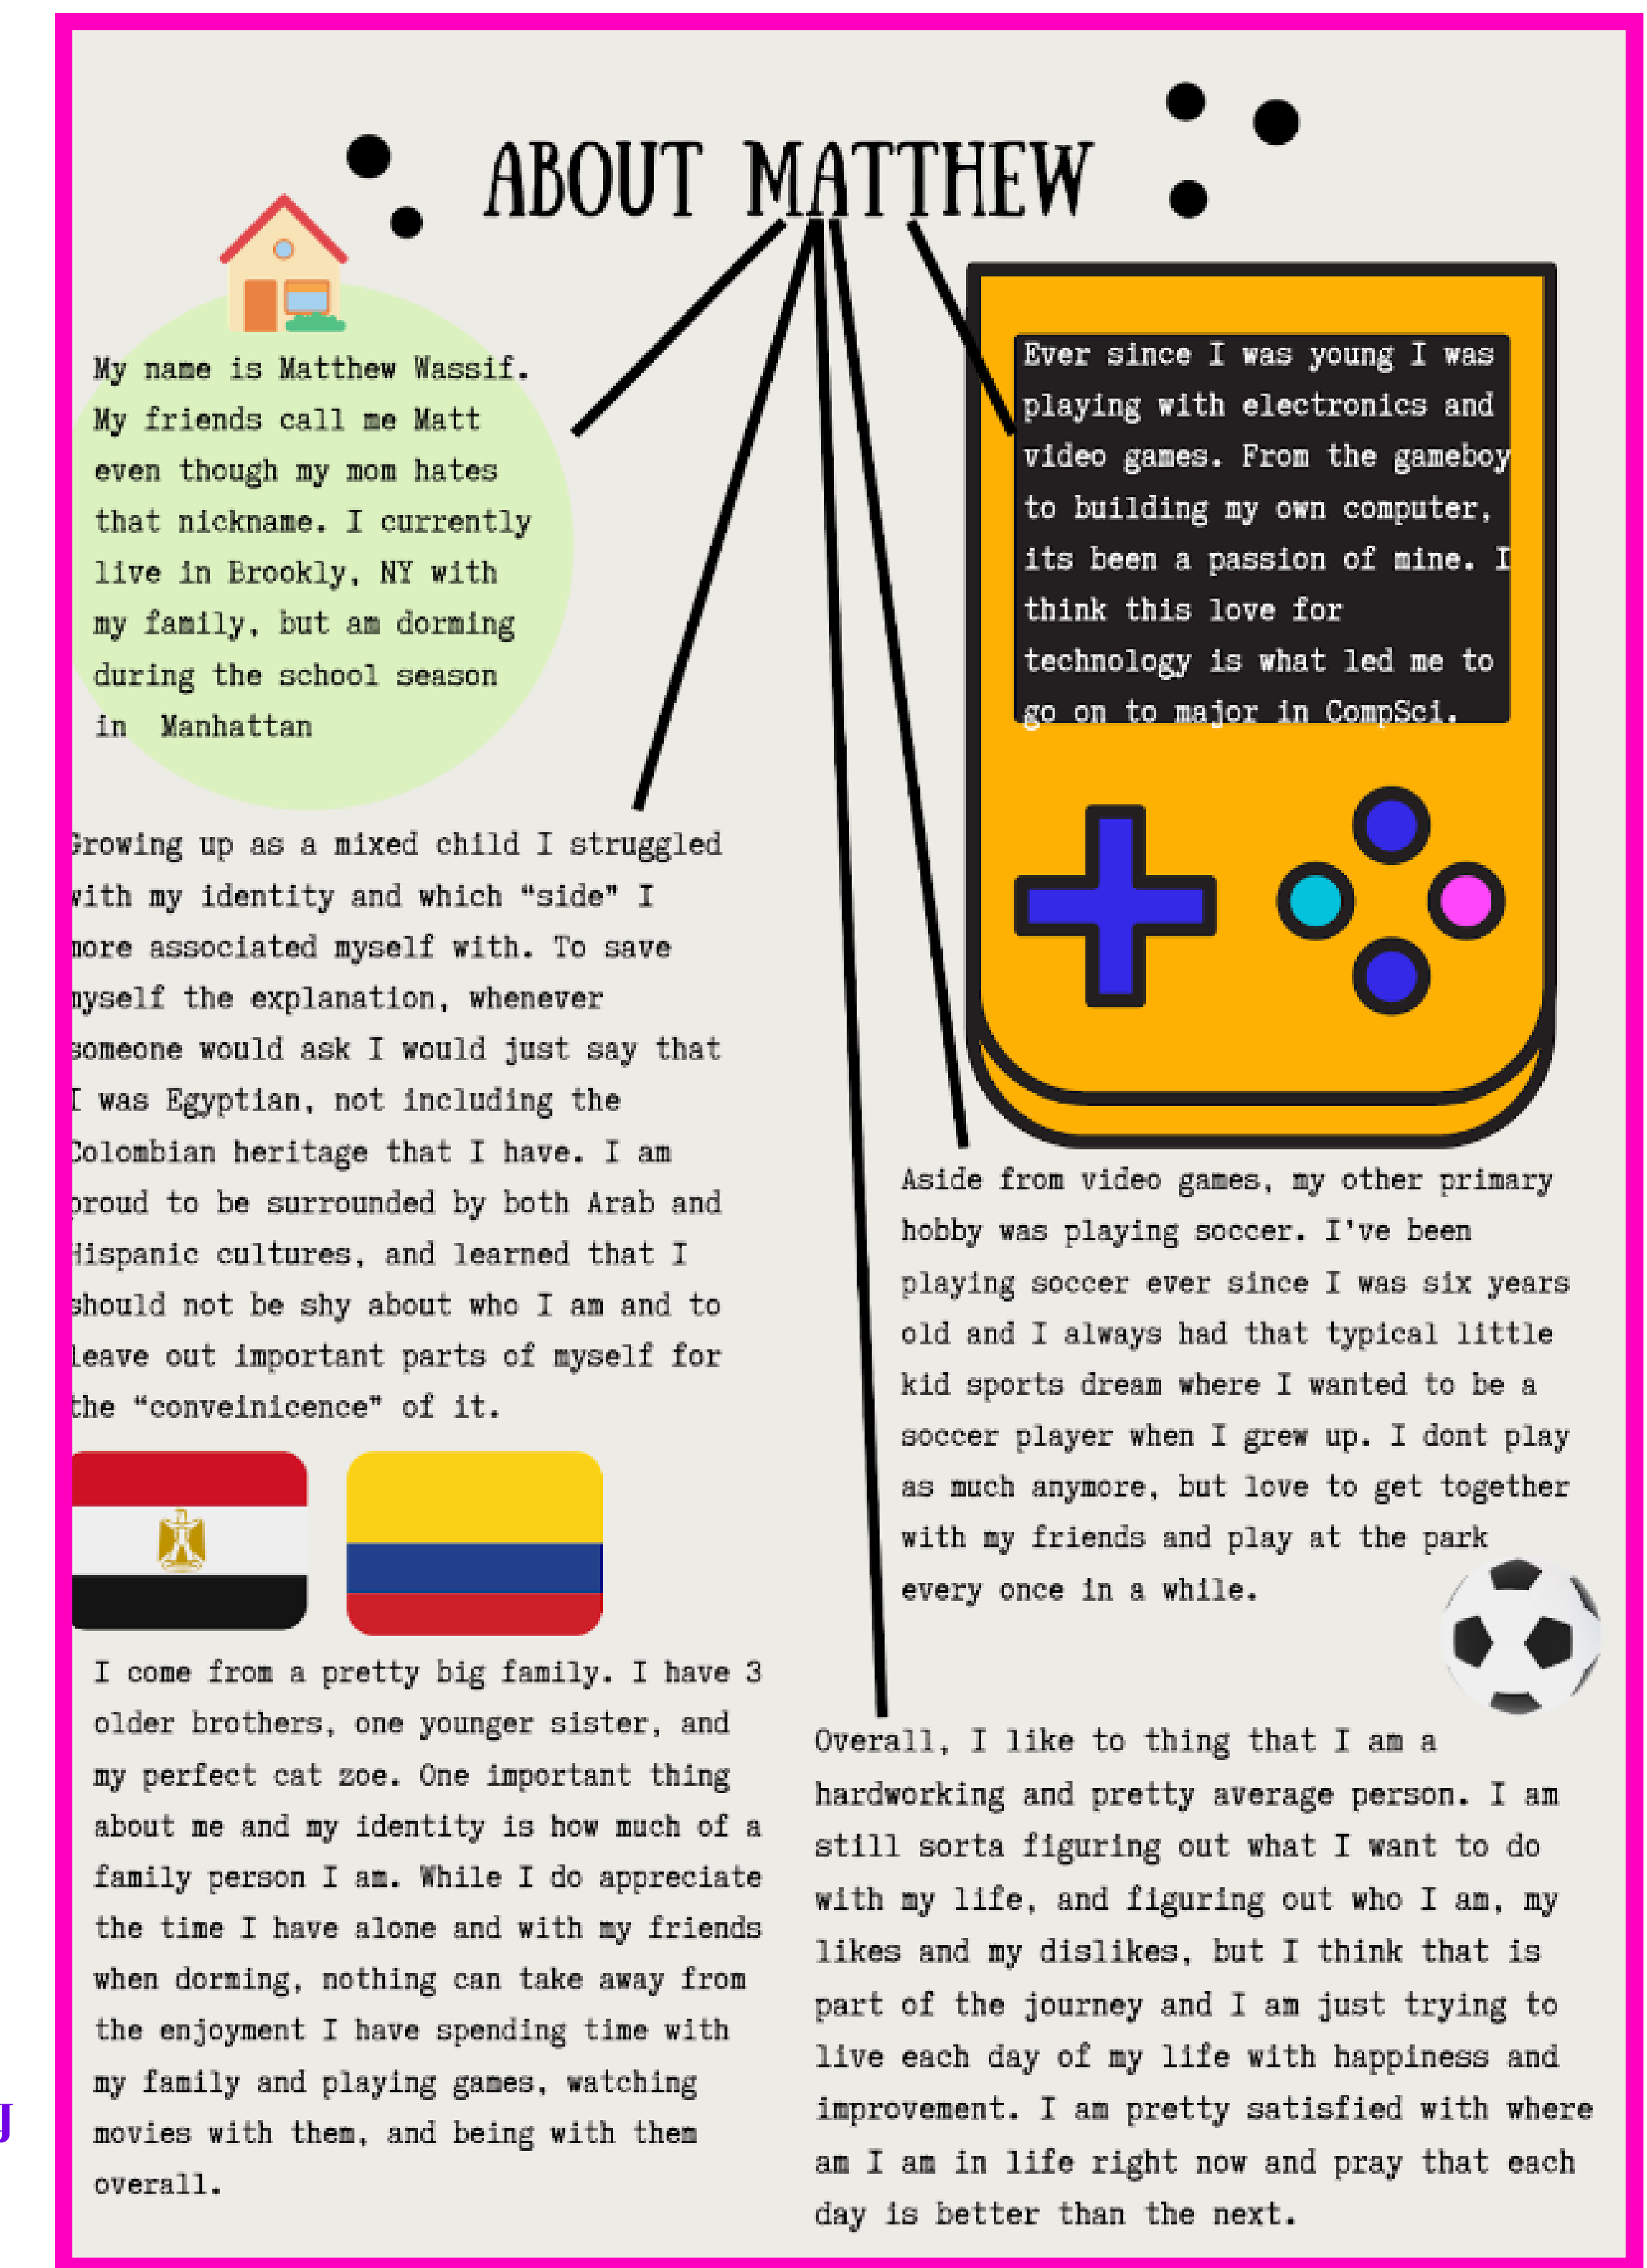 ABOUT MATTHEW
My name is Matthew Wassif.
My friends call me Matt
even though my mom hates
that nickname. I currently
live in Brookly, NY with
my family, but am dorming
during the school season
in  Manhattan
Ever since I was young I was
playing with electronics and
video games. From the gameboy
to building my own computer,
its been a passion of mine. I
think this love for
technology is what led me to
go on to major in CompSci.
Growing up as a mixed child I struggled
with my identity and which “side” I
more associated myself with. To save
myself the explanation, whenever
someone would ask I would just say that
I was Egyptian, not including the
Colombian heritage that I have. I am
proud to be surrounded by both Arab and
Hispanic cultures, and learned that I
should not be shy about who I am and to
leave out important parts of myself for
the “conveinicence” of it.
Aside from video games, my other primary
hobby was playing soccer. I've been
playing soccer ever since I was six years
old and I always had that typical little
kid sports dream where I wanted to be a
soccer player when I grew up. I dont play
as much anymore, but love to get together
with my friends and play at the park
every once in a while.
I come from a pretty big family. I have 3
older brothers, one younger sister, and
my perfect cat zoe. One important thing
about me and my identity is how much of a
family person I am. While I do appreciate
the time I have alone and with my friends
when dorming, nothing can take away from
the enjoyment I have spending time with
my family and playing games, watching
movies with them, and being with them
overall.
Overall, I like to thing that I am a
hardworking and pretty average person. I am
still sorta figuring out what I want to do
with my life, and figuring out who I am, my
likes and my dislikes, but I think that is
part of the journey and I am just trying to
live each day of my life with happiness and
improvement. I am pretty satisfied with where
am I am in life right now and pray that each
day is better than the next.